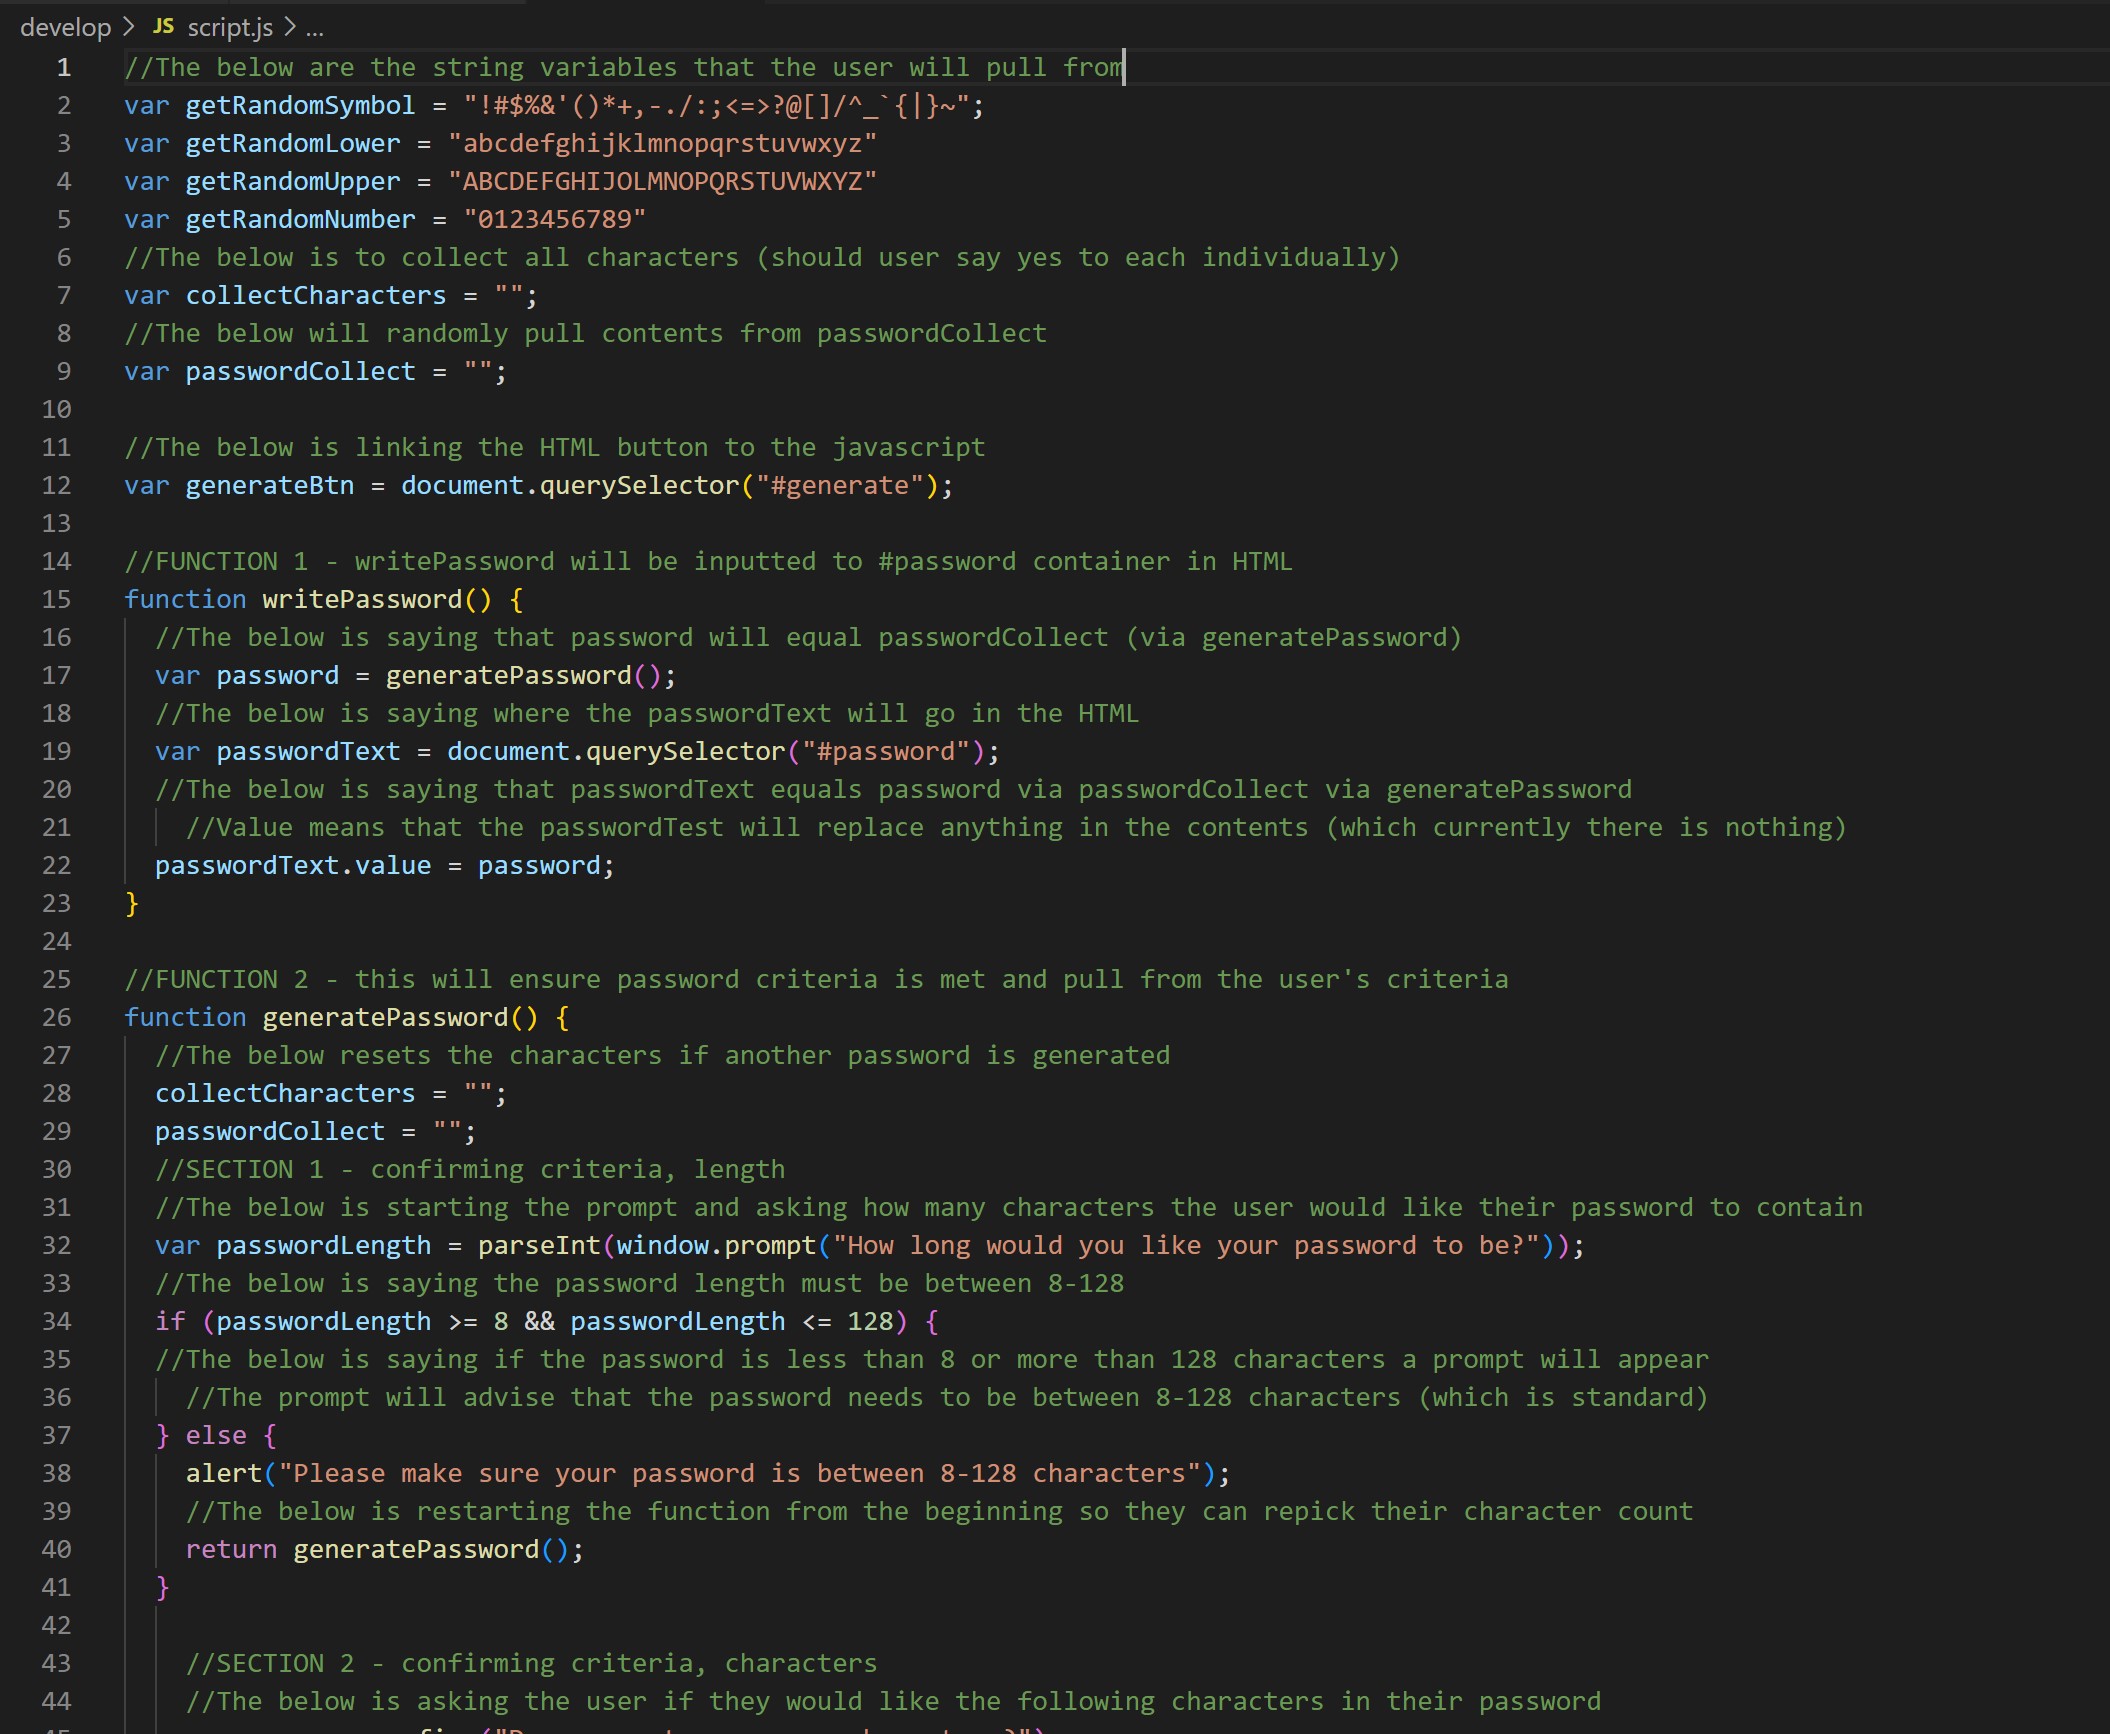 develop > JS script.js > ...
1 //The below are the string variables that the user will pull from
2 var getRandomSymbol = "!#$%&'()*+,-./:;<=>?@[]/^_`{|}~";
3 var getRandomLower = "abcdefghijklmnopqrstuvwxyz"
4 var getRandomUpper = "ABCDEFGHIJOLMNOPQRSTUVWXYZ"
5 var getRandomNumber = "0123456789"
6 //The below is to collect all characters (should user say yes to each individually)
7 var collectCharacters = "";
8 //The below will randomly pull contents from passwordCollect
9 var passwordCollect = "";
10
11 //The below is linking the HTML button to the javascript
12 var generateBtn = document.querySelector("#generate");
13
14 //FUNCTION 1 - writePassword will be inputted to #password container in HTML
15 function writePassword() {
16 //The below is saying that password will equal passwordCollect (via generatePassword)
17 var password = generatePassword();
18 //The below is saying where the passwordText will go in the HTML
19 var passwordText = document.querySelector("#password");
20 //The below is saying that passwordText equals password via passwordCollect via generatePassword
21 //Value means that the passwordTest will replace anything in the contents (which currently there is nothing)
22 passwordText.value = password;
23 }
24
25 //FUNCTION 2 - this will ensure password criteria is met and pull from the user's criteria
26 function generatePassword() {
27 //The below resets the characters if another password is generated
28 collectCharacters = "";
29 passwordCollect = "";
30 //SECTION 1 - confirming criteria, length
31 //The below is starting the prompt and asking how many characters the user would like their password to contain
32 var passwordLength = parseInt(window.prompt("How long would you like your password to be?"));
33 //The below is saying the password length must be between 8-128
34 if (passwordLength >= 8 && passwordLength <= 128) {
35 //The below is saying if the password is less than 8 or more than 128 characters a prompt will appear
36 //The prompt will advise that the password needs to be between 8-128 characters (which is standard)
37 } else {
38 alert("Please make sure your password is between 8-128 characters");
39 //The below is restarting the function from the beginning so they can repick their character count
40 return generatePassword();
41 }
42
43 //SECTION 2 - confirming criteria, characters
44 //The below is asking the user if they would like the following characters in their password